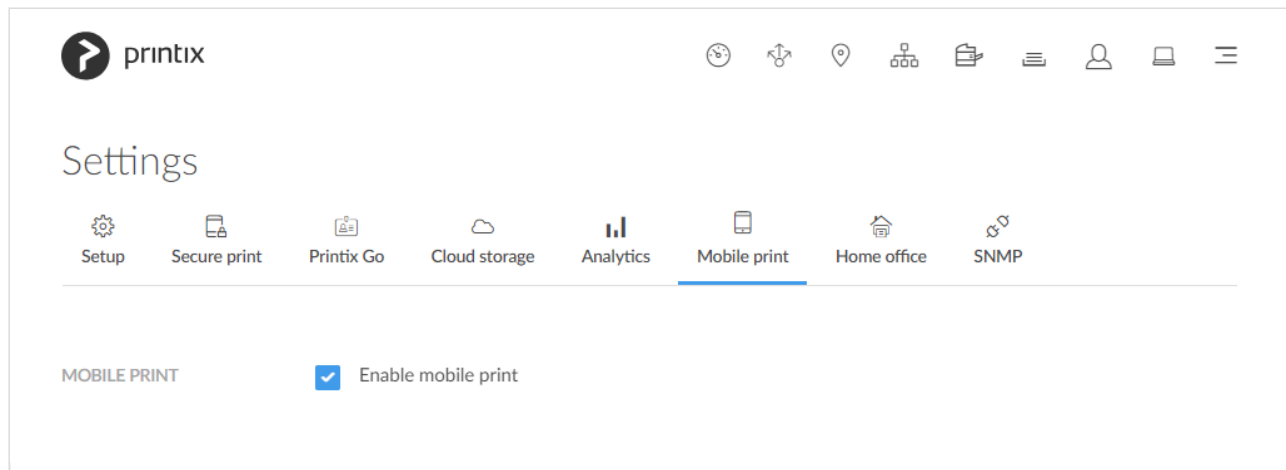 printix
Settings
Setup Secure print Printix Go Cloud storage Analytics Mobile print Home office SNMP
MOBILE PRINT Enable mobile print